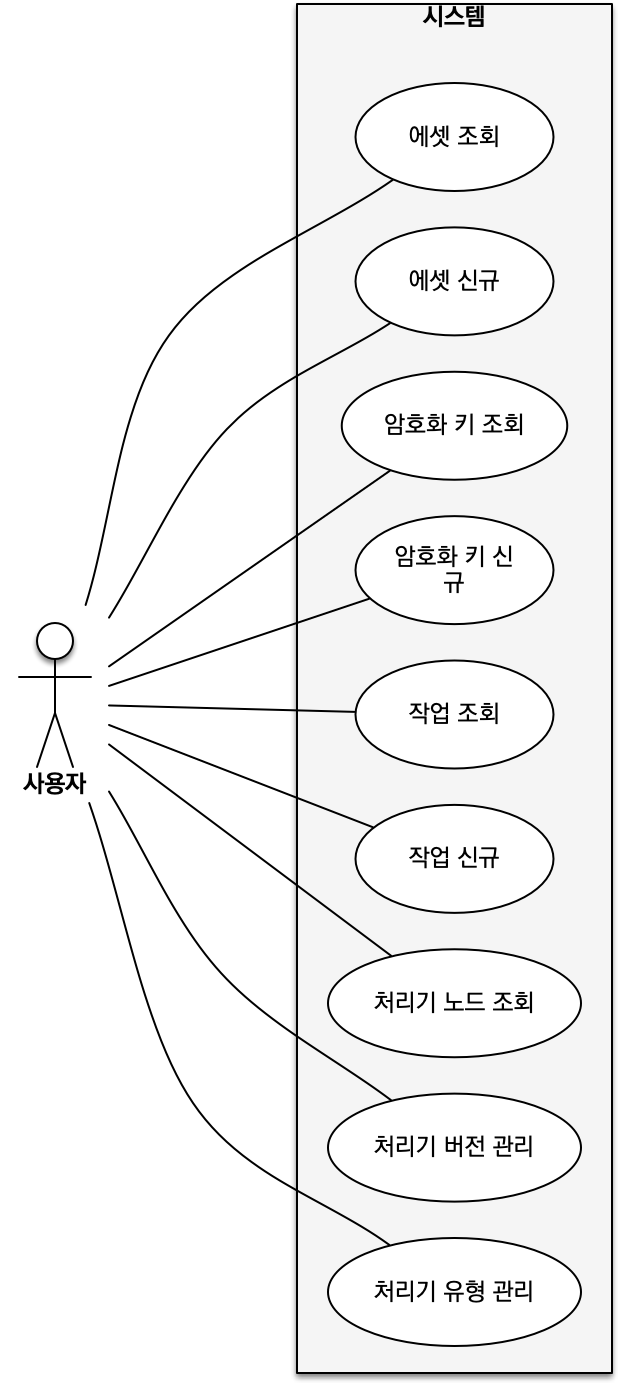 시스템
에셋 조회
에셋 신규
암호화 키 조회
암호화 키 신
규
작업 조회
사용자
작업 신규
처리기 노드 조회
처리기 버전 관리
처리기 유형 관리